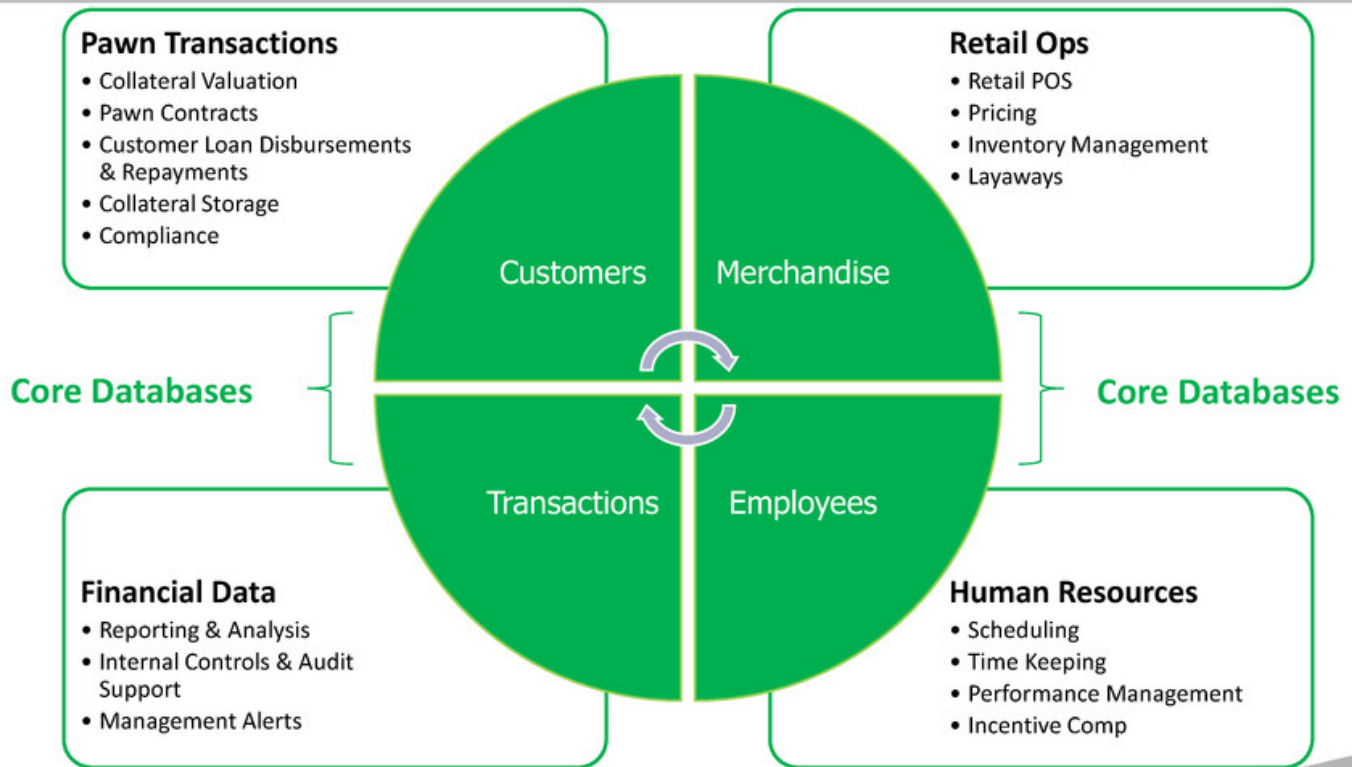 Pawn Transactions
• Collateral Valuation
• Pawn Contracts
• Customer Loan Disbursements
& Repayments
• Collateral Storage
• Compliance
Retail Ops
• Retail POS
• Pricing
• Inventory Management
• Layaways
Customers
Merchandise
Core Databases
Core Databases
Transactions
Employees
Financial Data
• Reporting & Analysis
• Internal Controls & Audit
Support
• Management Alerts
Human Resources
• Scheduling
• Time Keeping
• Performance Management
• Incentive Comp